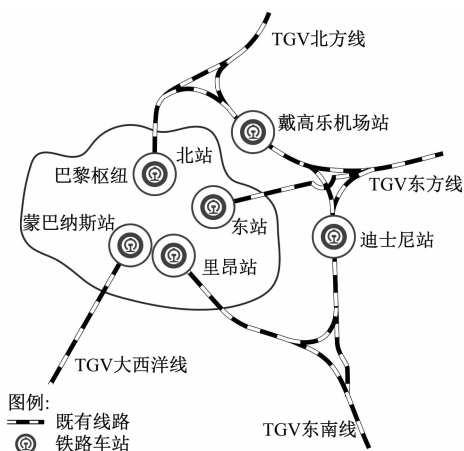 TGV北方线
戴高乐机场站
北站
巴黎枢纽
TGV东方线
蒙巴纳斯站
东站
迪士尼站
里昂站
TGV大西洋线
图例:
既有线路
TGV东南线
铁路车站